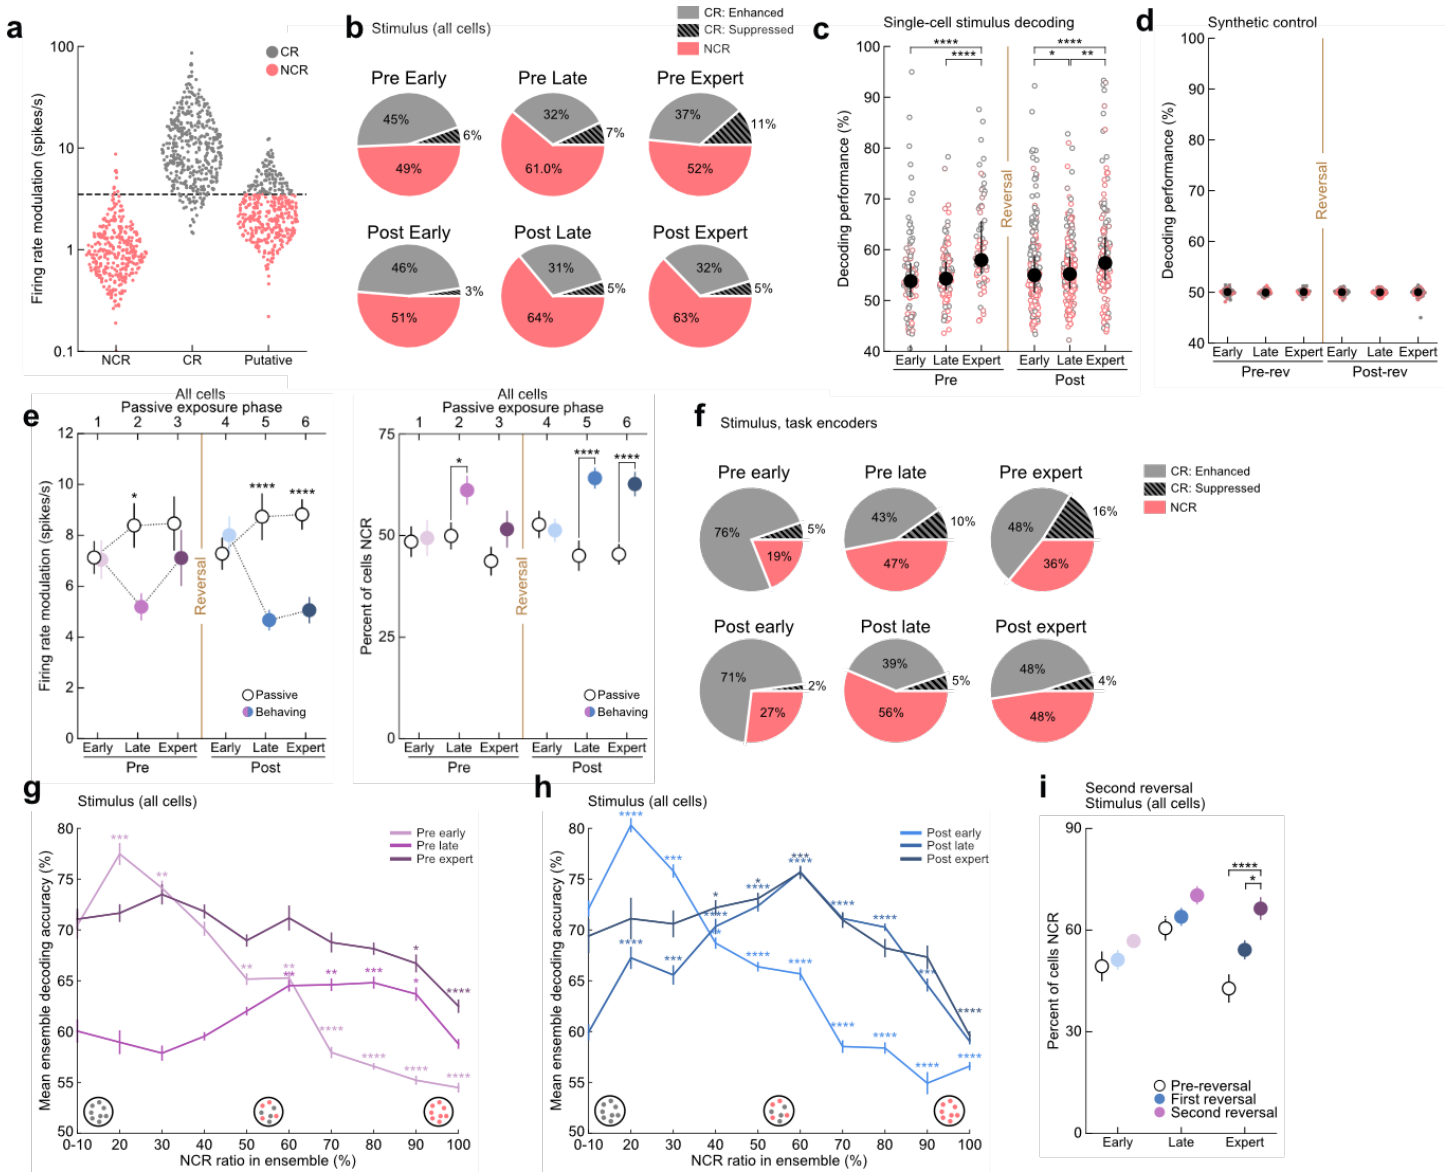 a
100
10
1
0.1
Firing rate modulation (spikes/s)
CR
NCR
NCR
CR
Putative
b
Stimulus (all cells)
CR: Enhanced
CR: Suppressed
NCR
Pre Early
45%
6%
49%
Pre Late
32%
7%
61.0%
Pre Expert
37%
11%
52%
Post Early
46%
3%
51%
Post Late
31%
5%
64%
Post Expert
32%
5%
63%
c
Single-cell stimulus decoding
100
90
80
70
60
50
40
Decoding performance (%)
****
****
****
*
**
Reversal
Early
Late
Expert
Early
Late
Expert
Pre
Post
d
Synthetic control
100
90
80
70
60
50
40
Decoding performance (%)
Reversal
Early
Late
Expert
Early
Late
Expert
Pre-rev
Post-rev
e
All cells
Passive exposure phase
1 2 3 4 5 6
12
10
8
6
4
2
0
Firing rate modulation (spikes/s)
*
****
****
Reversal
Passive
Behaving
Early
Late
Expert
Early
Late
Expert
Pre
Post
All cells
Passive exposure phase
1 2 3 4 5 6
75
50
25
0
Percent of cells NCR
*
****
****
Reversal
Early
Late
Expert
Early
Late
Expert
Pre
Post
f
Stimulus, task encoders
CR: Enhanced
CR: Suppressed
NCR
Pre early
76%
5%
19%
Pre late
43%
10%
47%
Pre expert
48%
16%
36%
Post early
71%
2%
27%
Post late
39%
5%
56%
Post expert
48%
4%
48%
g
Stimulus (all cells)
80
75
70
65
60
55
50
Mean ensemble decoding accuracy (%)
Pre early
Pre late
Pre expert
***
**
**
**
**
**
***
*
*
****
****
****
****
****
0-10 20 30 40 50 60 70 80 90 100
NCR ratio in ensemble (%)
h
Stimulus (all cells)
80
75
70
65
60
55
50
Mean ensemble decoding accuracy (%)
Post early
Post late
Post expert
****
***
****
***
*
****
**
*
****
****
***
****
****
****
****
****
***
****
****
****
****
0-10 20 30 40 50 60 70 80 90 100
NCR ratio in ensemble (%)
i
Second reversal
Stimulus (all cells)
90
60
30
0
Percent of cells NCR
****
*
Pre-reversal
First reversal
Second reversal
Early
Late
Expert